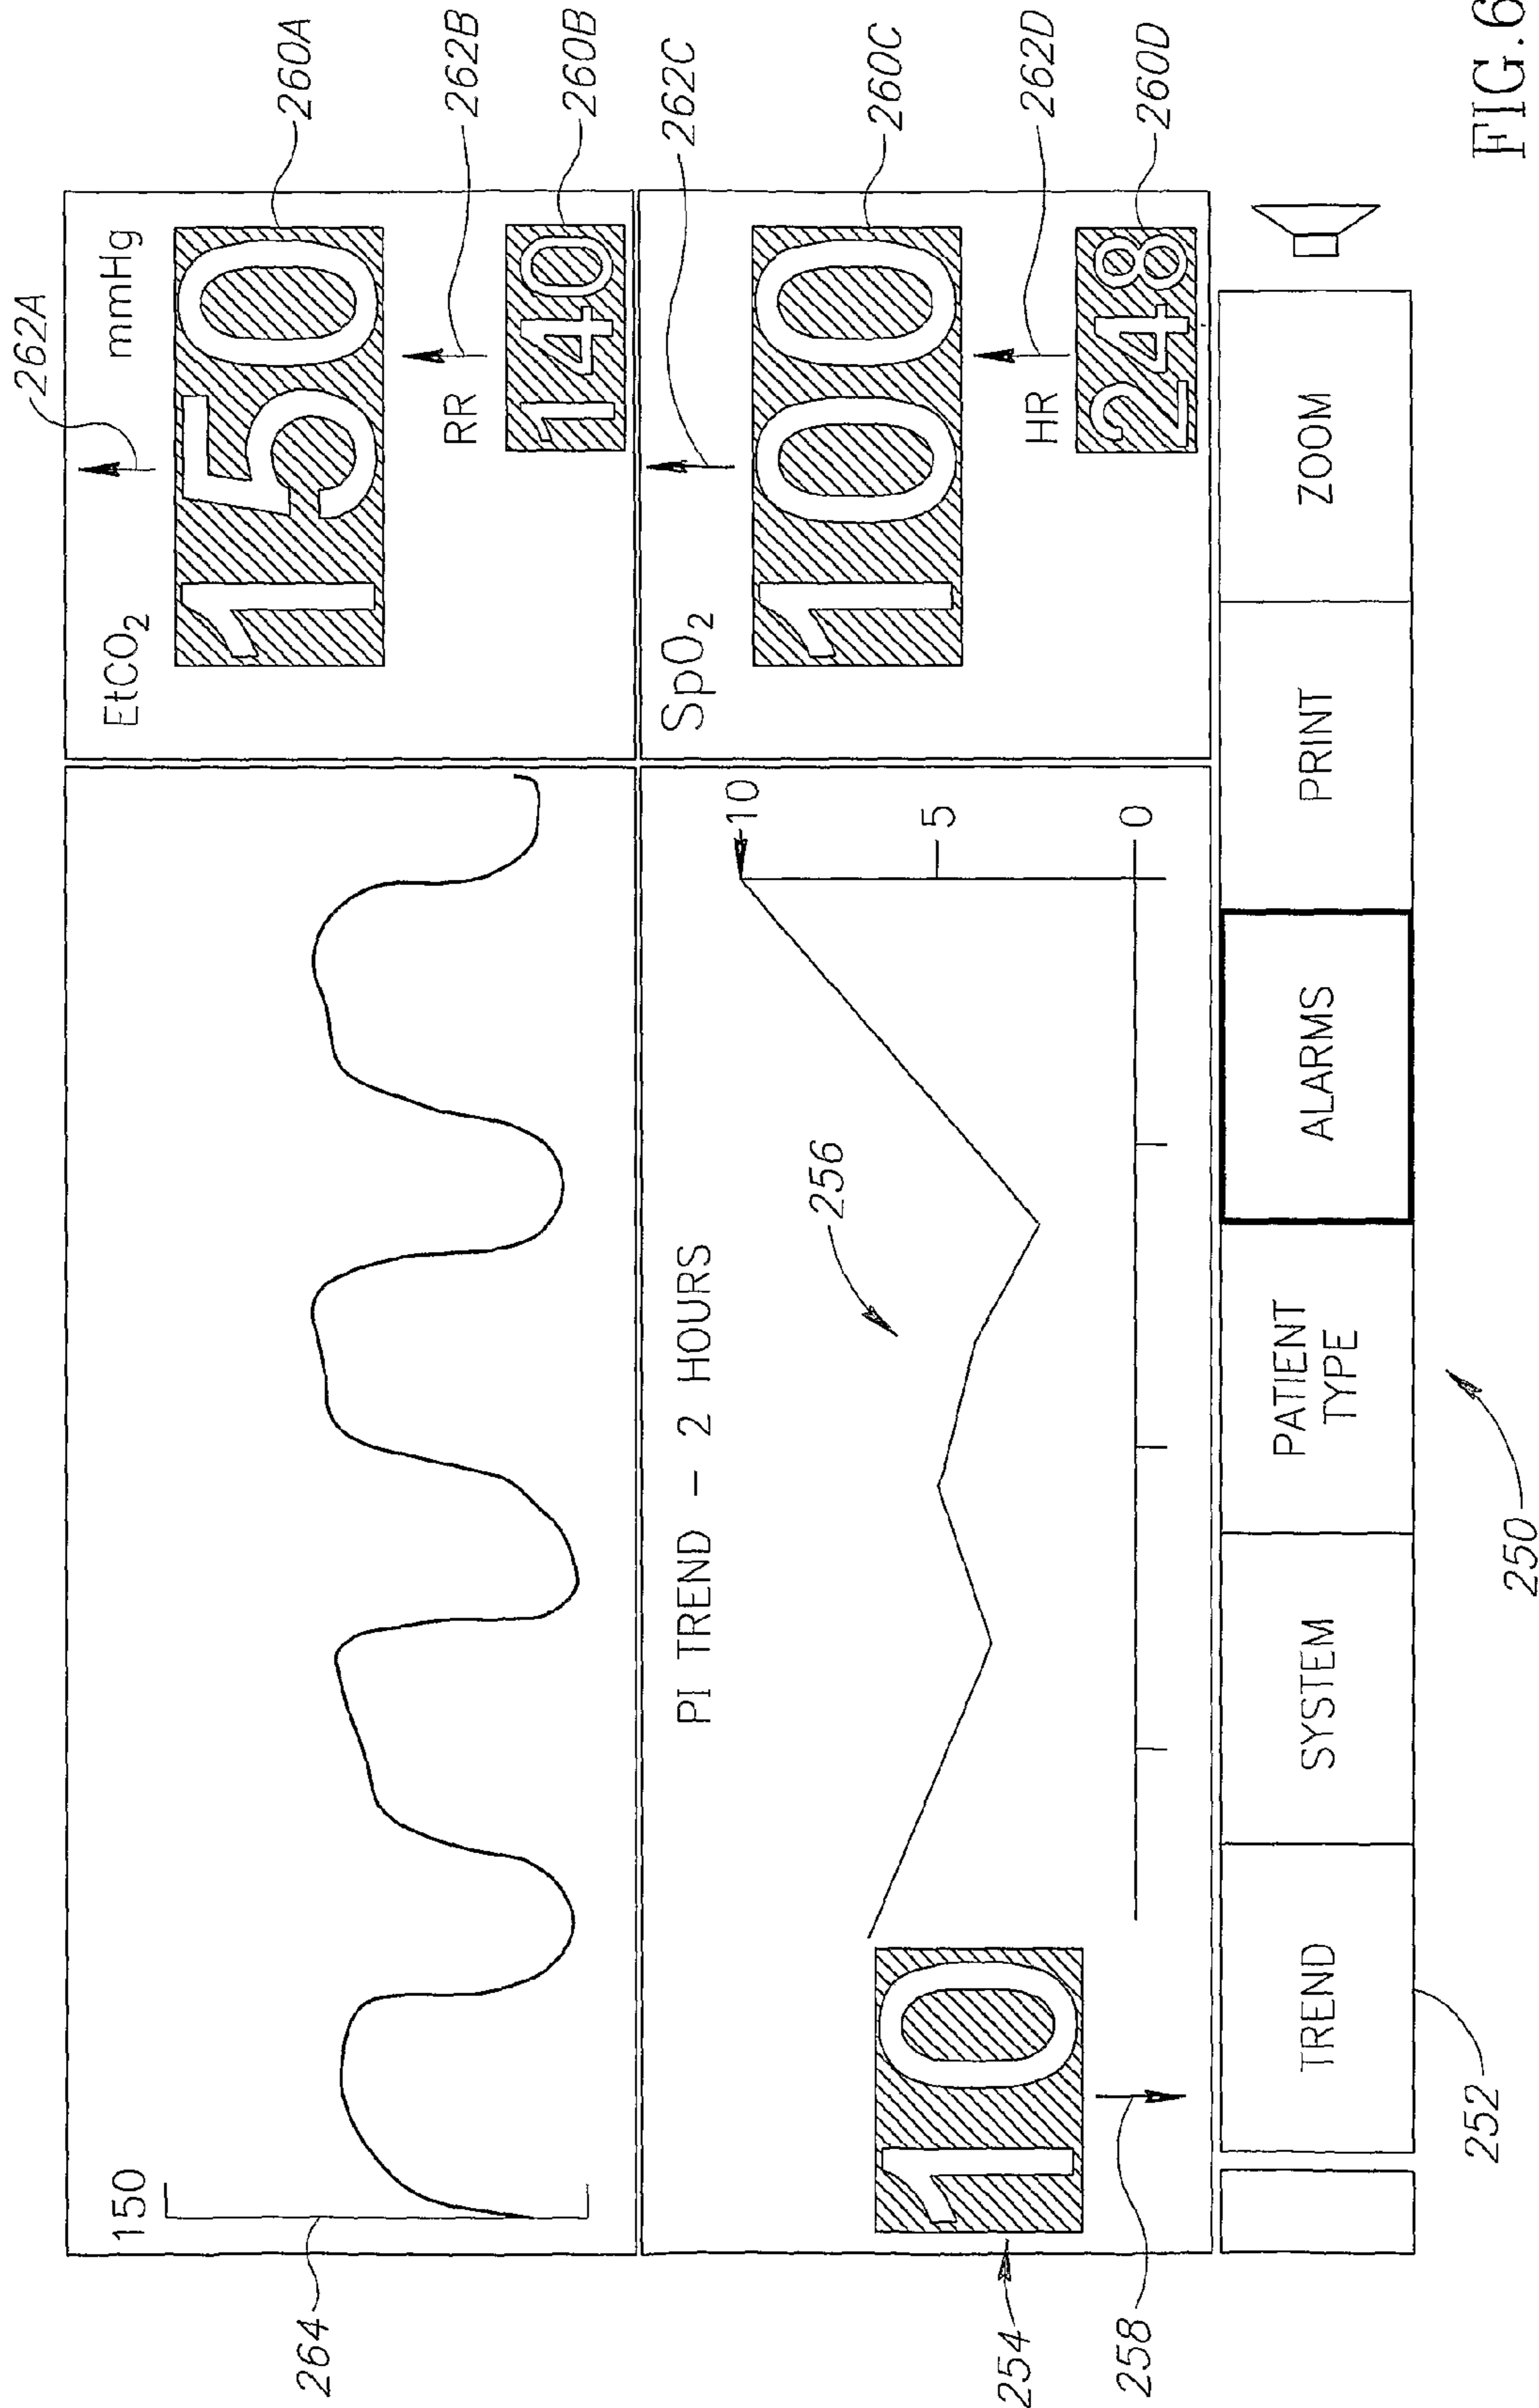 262A
150
EtCO₂ mmHg
150
260A
264
RR
262B
140
260B
262C
PI TREND – 2 HOURS
SpO₂
10
100
260C
256
5
254
10
HR
262D
258
0
248
260D
TREND
SYSTEM
PATIENT
TYPE
ALARMS
PRINT
ZOOM
252
250
FIG.6